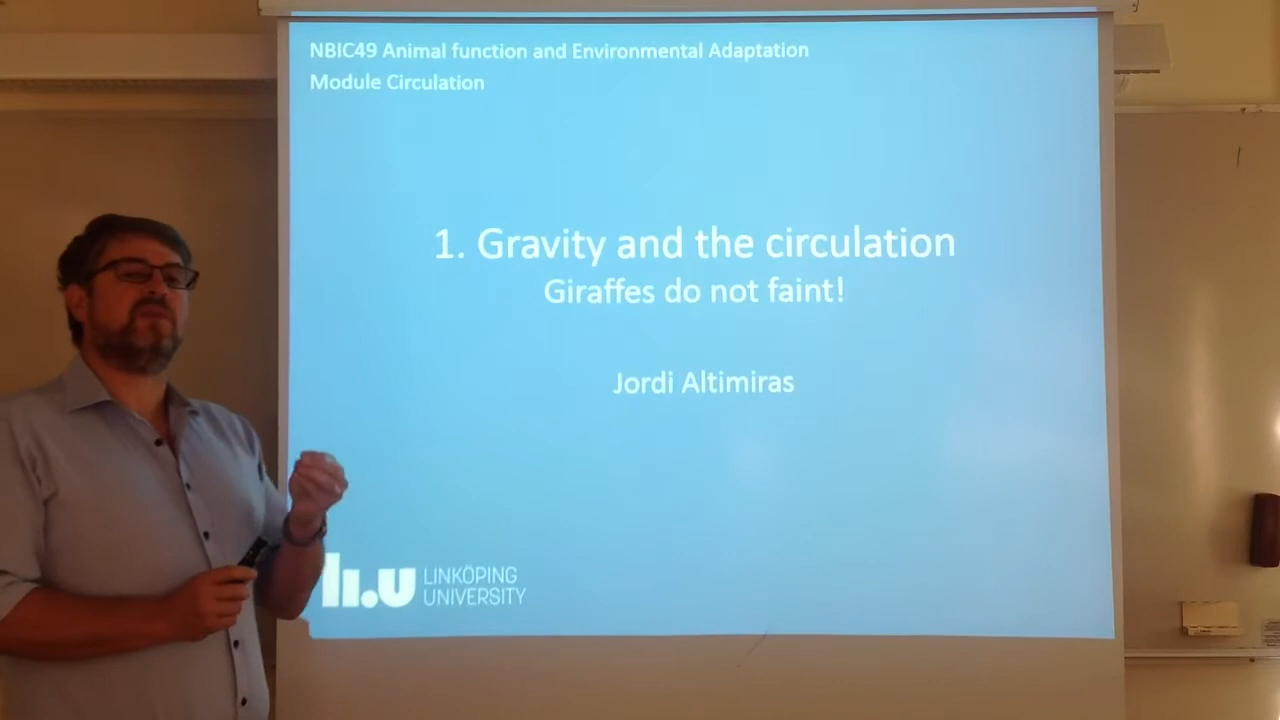 NBIC49 Animal function and Environmental Adaptation
Module Circulation
1. Gravity and the circulation
Giraffes do not faint!
Jordi Altimiras
li.u LINKÖPING
UNIVERSITY